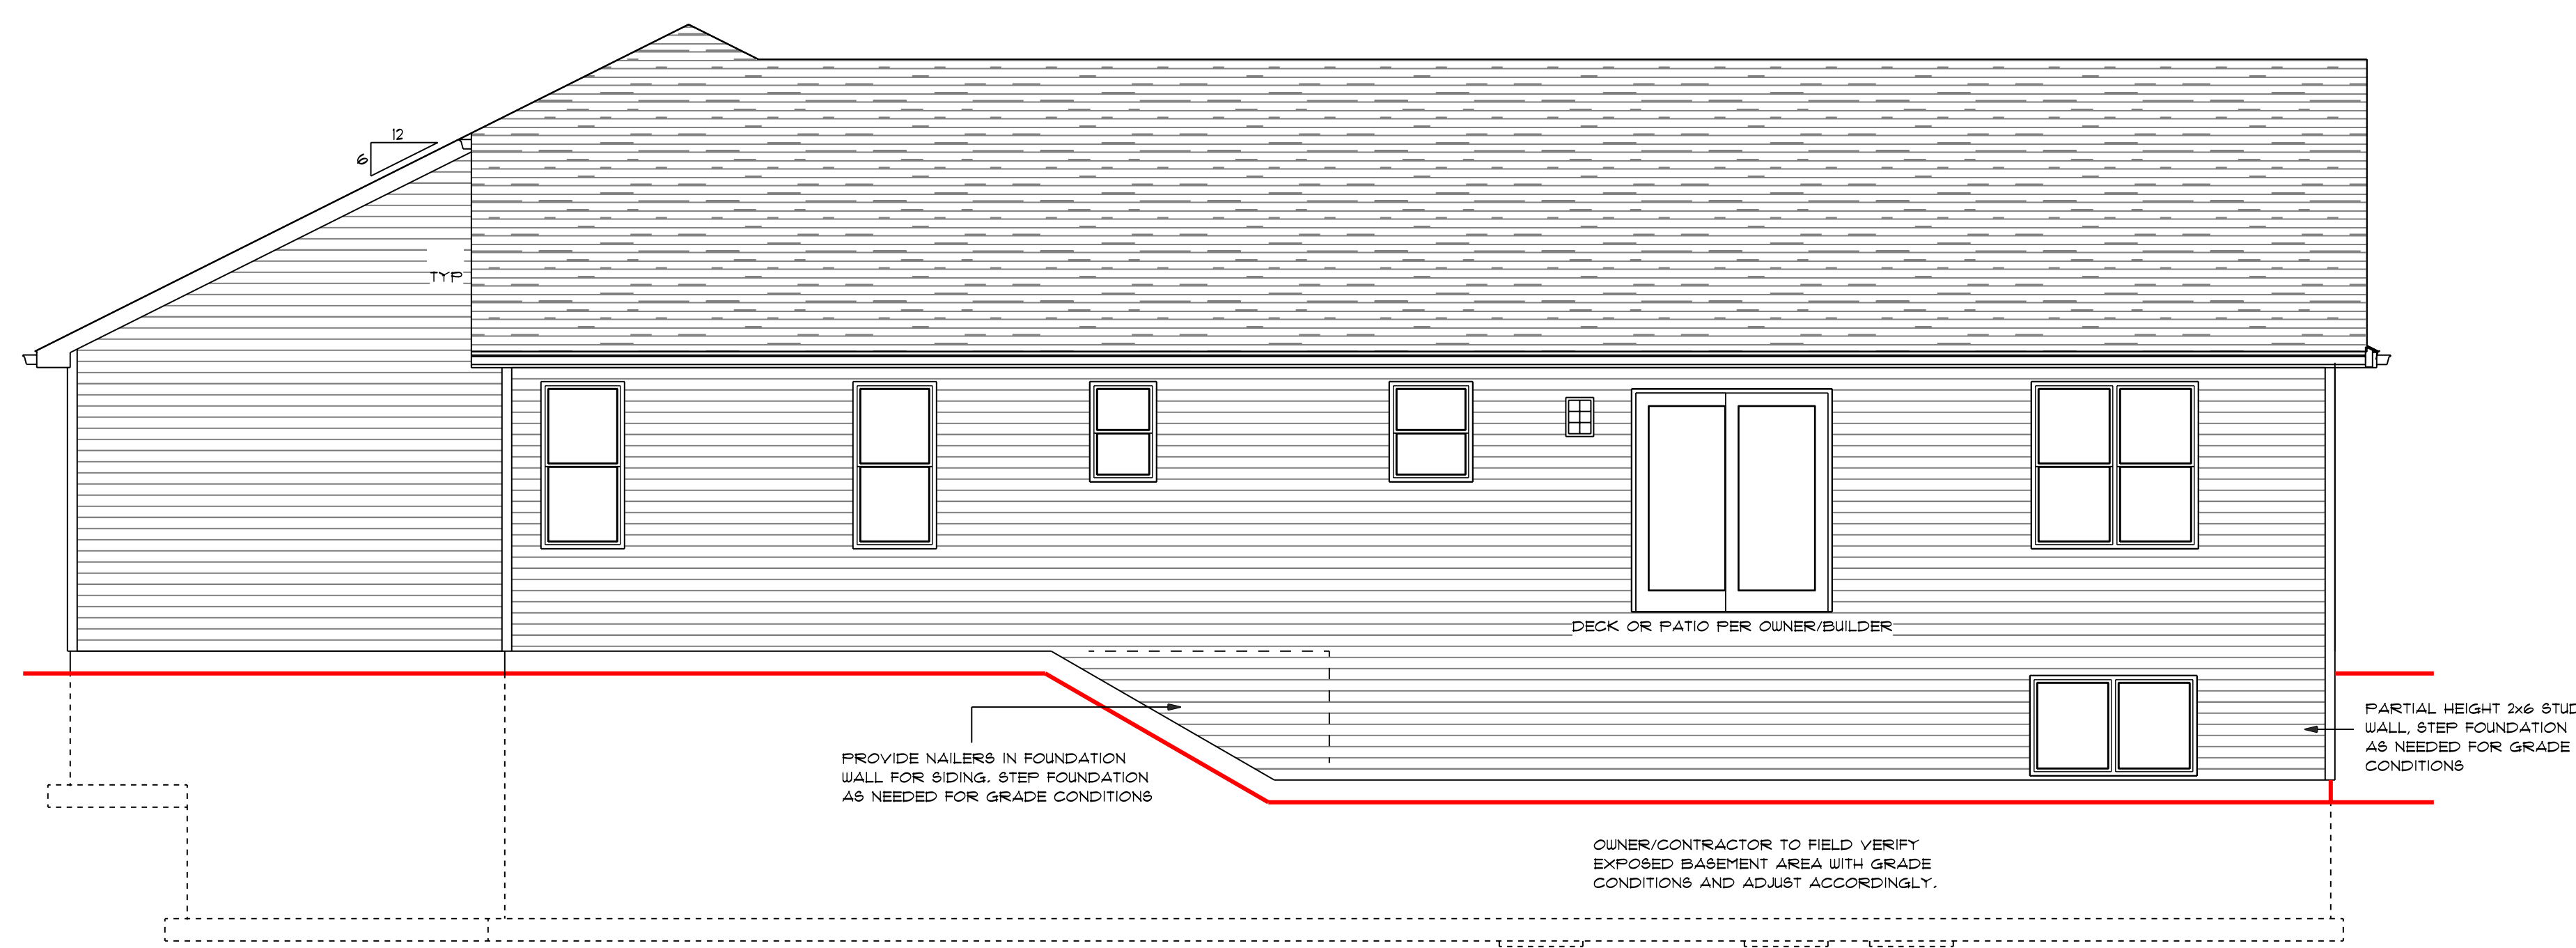 12
6
TYP
DECK OR PATIO PER OWNER/BUILDER
PROVIDE NAILERS IN FOUNDATION
WALL FOR SIDING. STEP FOUNDATION
AS NEEDED FOR GRADE CONDITIONS
PARTIAL HEIGHT 2x6 STUD
WALL, STEP FOUNDATION
AS NEEDED FOR GRADE
CONDITIONS
OWNER/CONTRACTOR TO FIELD VERIFY
EXPOSED BASEMENT AREA WITH GRADE
CONDITIONS AND ADJUST ACCORDINGLY.